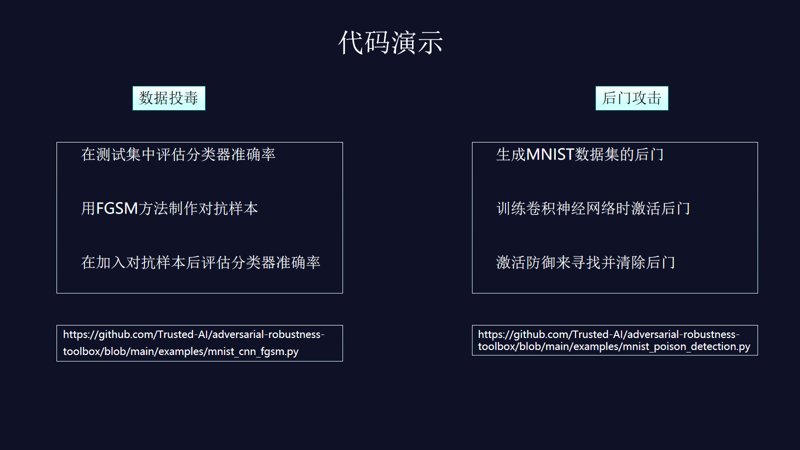 代码演示
数据投毒
在测试集中评估分类器准确率
用FGSM方法制作对抗样本
在加入对抗样本后评估分类器准确率
https://github.com/Trusted-AI/adversarial-robustness-
toolbox/blob/main/examples/mnist_cnn_fgsm.py
后门攻击
生成MNIST数据集的后门
训练卷积神经网络时激活后门
激活防御来寻找并清除后门
https://github.com/Trusted-AI/adversarial-robustness-
toolbox/blob/main/examples/mnist_poison_detection.py